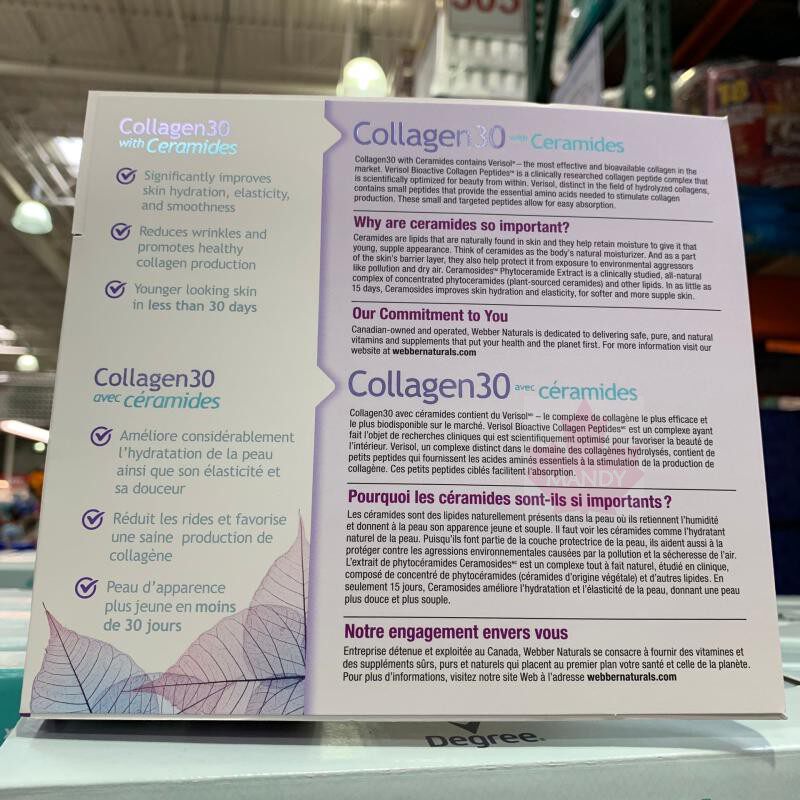 505
18
Collagen30
with Ceramides
Significantly improves
skin hydration, elasticity,
and smoothness
Reduces wrinkles and
promotes healthy
collagen production
Younger looking skin
in less than 30 days
Collagen30 with Ceramides
Collagen30 with Ceramides contains Verisol® – the most effective and bioavailable collagen in the
market. Verisol Bioactive Collagen Peptides™ is a clinically researched collagen peptide complex that
is scientifically optimized for beauty from within. Verisol, distinct in the field of hydrolyzed collagens,
contains small peptides that provide the essential amino acids needed to stimulate collagen
production. These small and targeted peptides allow for easy absorption.
Why are ceramides so important?
Ceramides are lipids that are naturally found in skin and they help retain moisture to give it that
young, supple appearance. Think of ceramides as the body's natural moisturizer. And as a part
of the skin's barrier layer, they also help protect it from exposure to environmental aggressors
like pollution and dry air. Ceramosides™ Phytoceramide Extract is a clinically studied, all-natural
complex of concentrated phytoceramides (plant-sourced ceramides) and other lipids. In as little as
15 days, Ceramosides improves skin hydration and elasticity, for softer and more supple skin.
Our Commitment to You
Canadian-owned and operated, Webber Naturals is dedicated to delivering safe, pure, and natural
vitamins and supplements that put your health and the planet first. For more information visit our
website at webbernaturals.com
Collagen30
avec céramides
Améliore considérablement
l'hydratation de la peau
ainsi que son élasticité et
sa douceur
Réduit les rides et favorise
une saine production de
collagène
Peau d'apparence
plus jeune en moins
de 30 jours
Collagen30 avec céramides
Collagen30 avec céramides contient du Verisol – le complexe de collagène le plus efficace et
le plus biodisponible sur le marché. Verisol Bioactive Collagen Peptides est un complexe ayant
fait l'objet de recherches cliniques qui est scientifiquement optimisé pour favoriser la beauté de
l'intérieur. Verisol, un complexe distinct dans le domaine des collagènes hydrolysés, contient de
petits peptides qui fournissent les acides aminés essentiels à la stimulation de la production de
collagène. Ces petits peptides ciblés facilitent l'absorption.
MANDY
Pourquoi les céramides sont-ils si importants ?
Les céramides sont des lipides naturellement présents dans la peau où ils retiennent l'humidité
et donnent à la peau son apparence jeune et souple. Il faut voir les céramides comme l'hydratant
naturel de la peau. Puisqu'ils font partie de la couche protectrice de la peau, ils aident aussi à la
protéger contre les agressions environnementales causées par la pollution et la sécheresse de l'air.
L'extrait de phytocéramides Ceramosides est un complexe tout à fait naturel, étudié en clinique,
composé de concentré de phytocéramides (céramides d'origine végétale) et d'autres lipides. En
seulement 15 jours, Ceramosides améliore l'hydratation et l'élasticité de la peau, donnant une peau
plus douce et plus souple.
Notre engagement envers vous
Entreprise détenue et exploitée au Canada, Webber Naturals se consacre à fournir des vitamines et
des suppléments sûrs, purs et naturels qui placent au premier plan votre santé et celle de la planète.
Pour plus d'informations, visitez notre site Web à l'adresse webbernaturals.com
Degree.